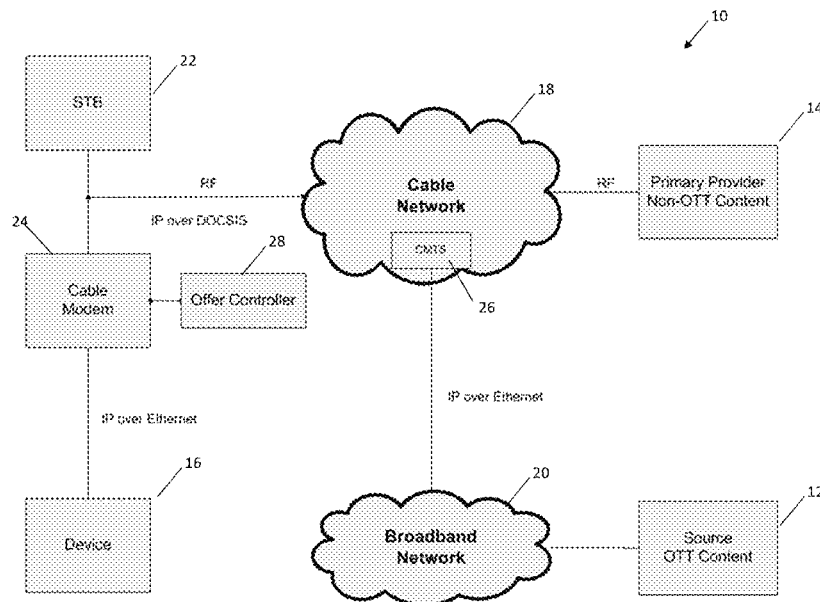 10
STB
22
18
14
Cable
Network
RF
RF
Primary Provider
Non-OTT Content
IP over DOCSIS
24
28
CMTS
26
Cable
Modem
Offer Controller
IP over Ethernet
IP over Ethernet
16
20
12
Device
Broadband
Network
Source
OTT Content